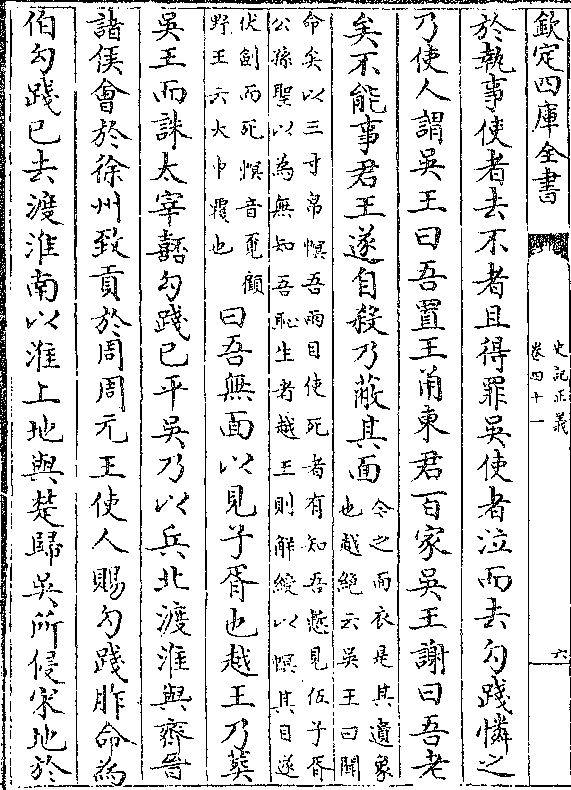 欽定四庫全書
史記正義
卷四十一
六
於執事使者去不者且得罪吳使者泣而去勾踐憐之
乃使人謂吳王曰吾置王甬東君百家吳王謝曰吾老
矣不能事君王遂自殺乃蔽其面
今之面衣是其遺象
也越絕云吳王曰聞
命矣以三寸帛幎吾兩目使死者有知吾慙見伍子胥
公孫聖以為無知吾恥生者越王則解綬以幎其目遂
伏劍而死幎音覓顧
野王云大巾覆也
曰吾無面以見子胥也越王乃葬
吳王而誅太宰嚭勾踐已平吳乃以兵北渡淮與齊晉
諸侯會於徐州致貢於周周元王使人賜勾踐胙命為
伯勾踐已去渡淮南以淮上地與楚歸吳所侵宋地於